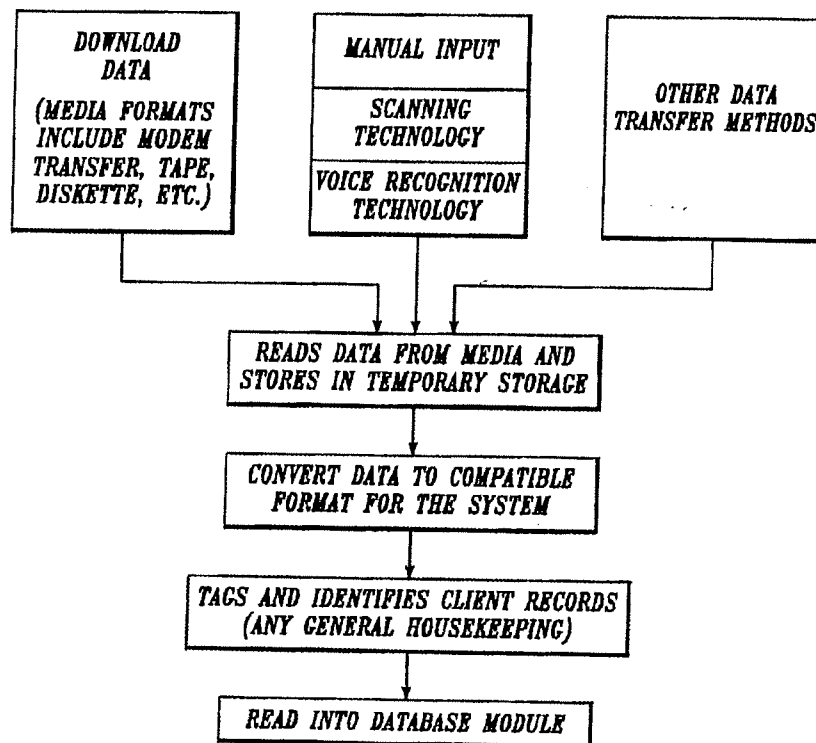 DOWNLOAD
DATA
(MEDIA FORMATS
INCLUDE MODEM
TRANSFER, TAPE,
DISKETTE, ETC.)
MANUAL INPUT
SCANNING
TECHNOLOGY
VOICE RECOGNITION
TECHNOLOGY
OTHER DATA
TRANSFER METHODS
READS DATA FROM MEDIA AND
STORES IN TEMPORARY STORAGE
CONVERT DATA TO COMPATIBLE
FORMAT FOR THE SYSTEM
TAGS AND IDENTIFIES CLIENT RECORDS
(ANY GENERAL HOUSEKEEPING)
READ INTO DATABASE MODULE